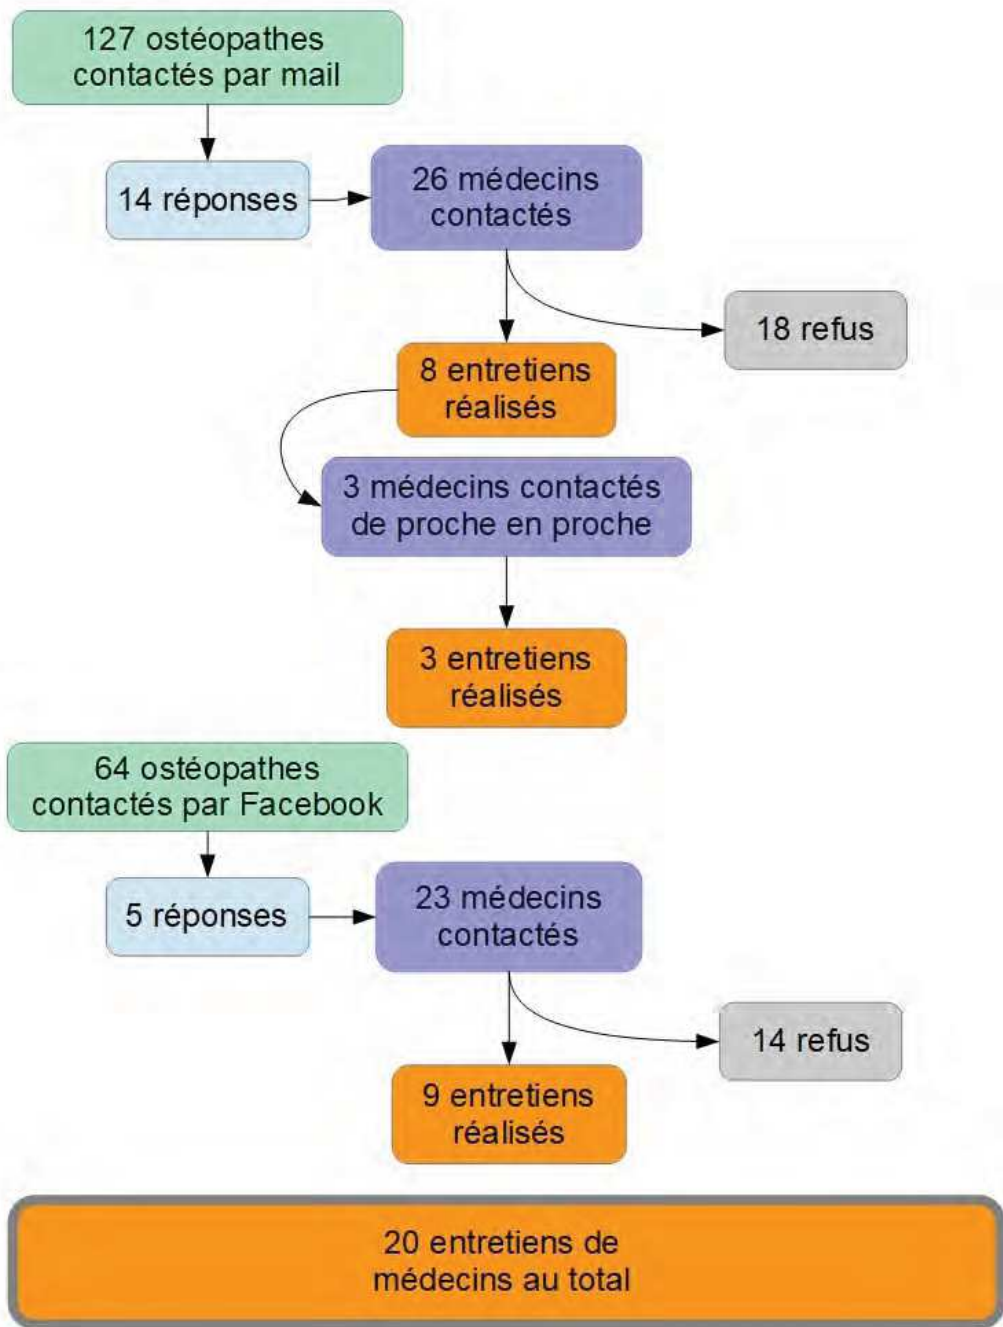 127 ostéopathes
contactés par mail
14 réponses
26 médecins
contactés
18 refus
8 entretiens
réalisés
3 médecins contactés
de proche en proche
3 entretiens
réalisés
64 ostéopathes
contactés par Facebook
5 réponses
23 médecins
contactés
14 refus
9 entretiens
réalisés
20 entretiens de
médecins au total